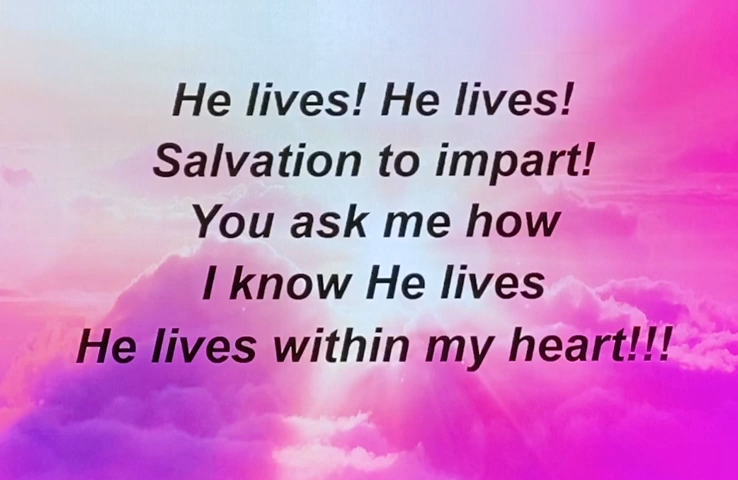 He lives! He lives!
Salvation to impart!
You ask me how
I know He lives
He lives within my heart!!!